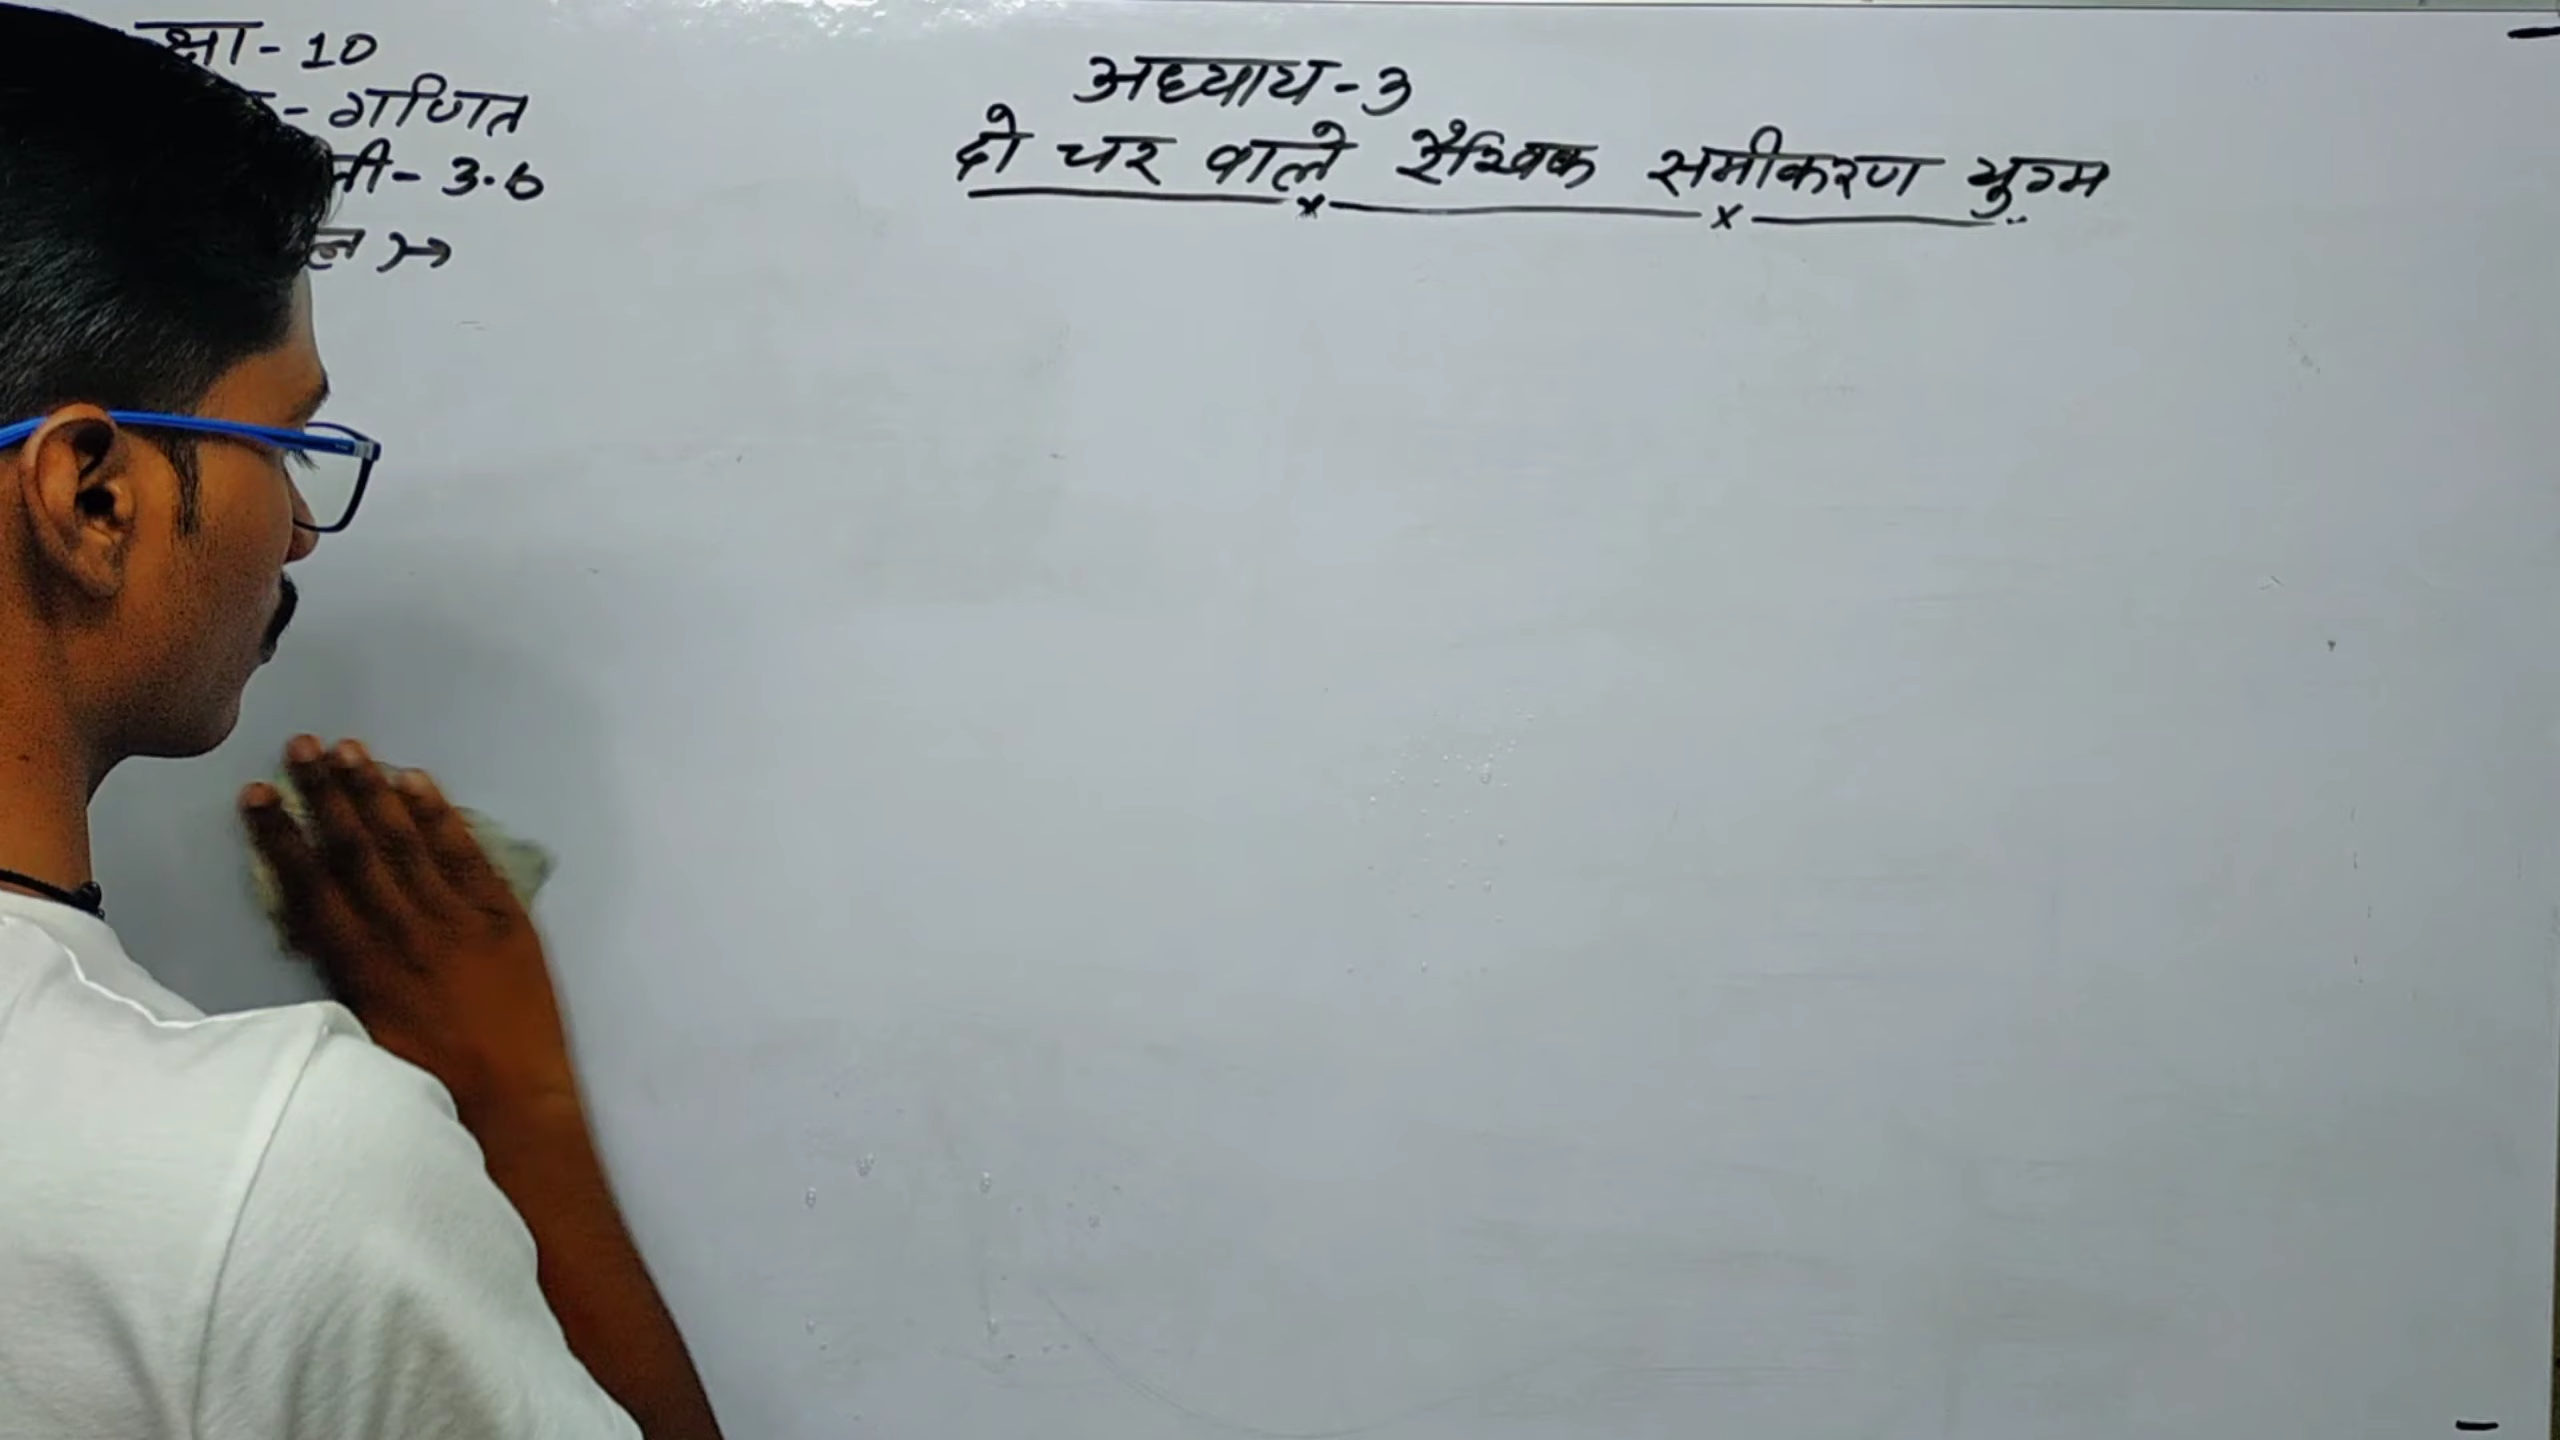 क्षा - 10
- गणित
ली - 3.6
ल →
अध्याय - 3
दो चर वाले रैखिक समीकरण युग्म